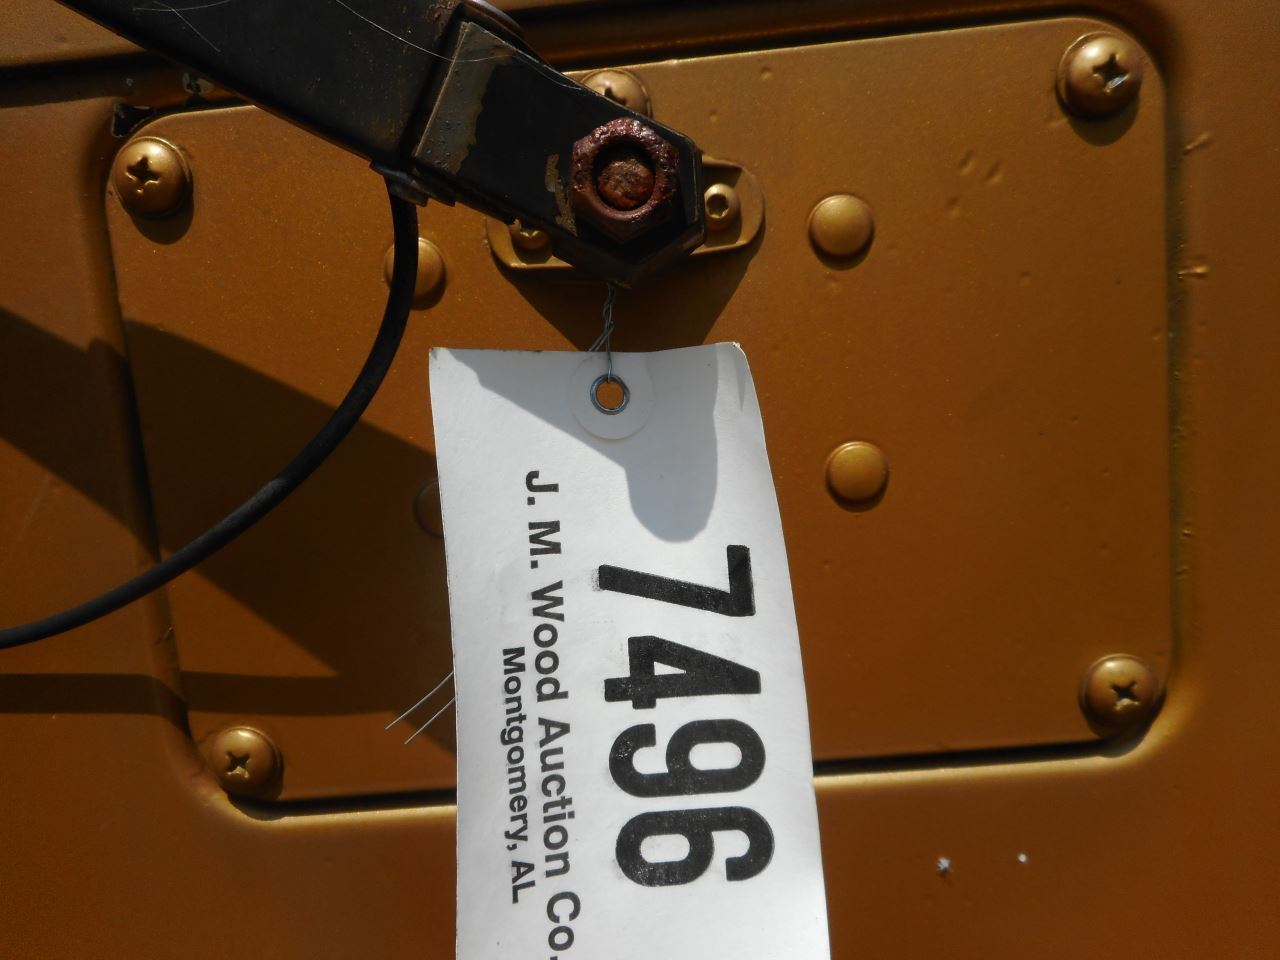 7496
J. M. Wood Auction Co.
Montgomery, AL